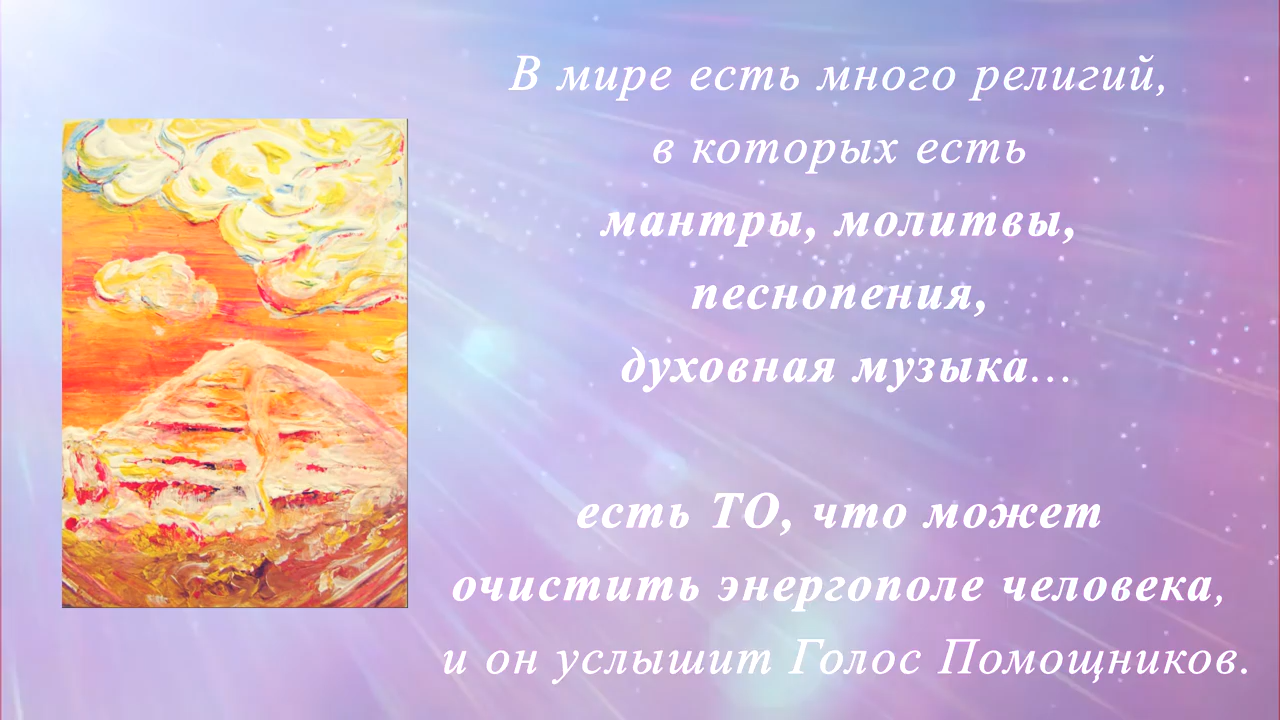 В мире есть много религий,
в которых есть
мантры, молитвы,
песнопения,
духовная музыка...
есть ТО, что может
очистить энергополе человека,
и он услышит Голос Помощников.